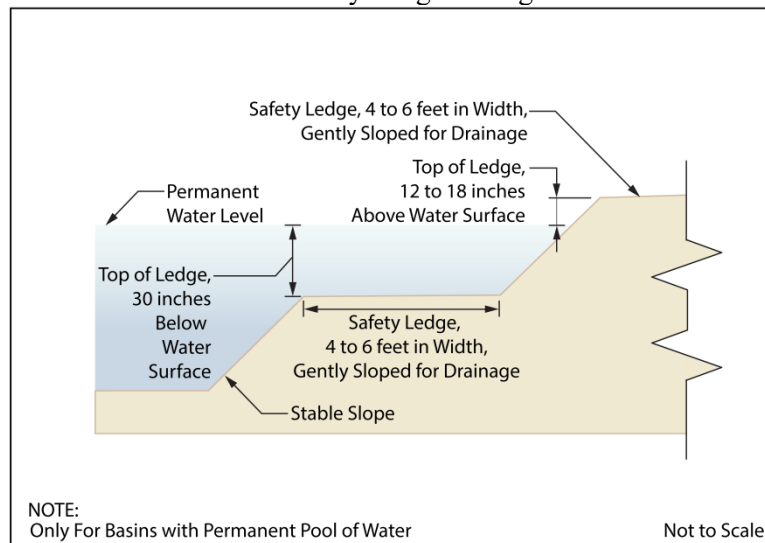 Safety Ledge, 4 to 6 feet in Width,
Gently Sloped for Drainage
Top of Ledge,
12 to 18 inches
Above Water Surface
Permanent
Water Level
Top of Ledge,
30 inches
Below
Water
Surface
Safety Ledge,
4 to 6 feet in Width,
Gently Sloped for Drainage
Stable Slope
NOTE:
Only For Basins with Permanent Pool of Water
Not to Scale